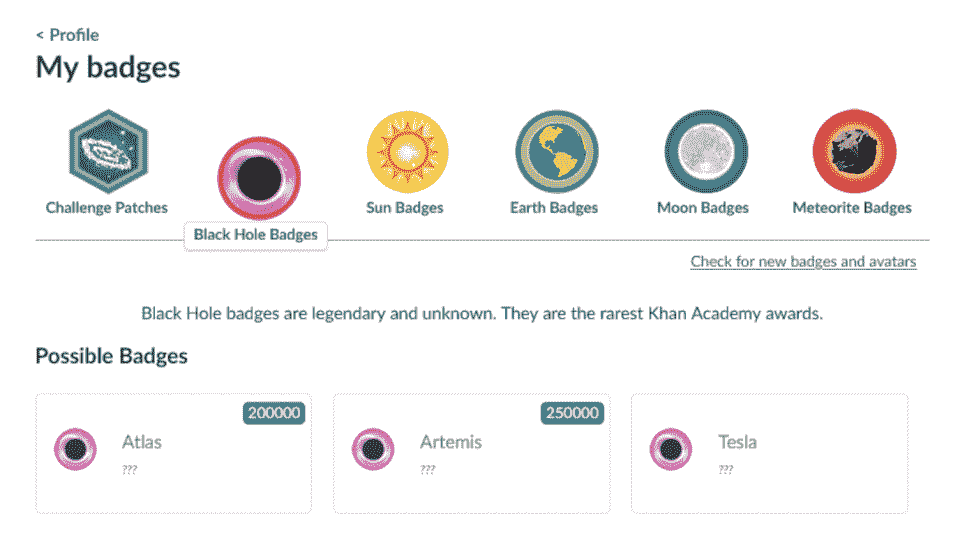 < Profile
My badges
Challenge Patches
Black Hole Badges
Sun Badges
Earth Badges
Moon Badges
Meteorite Badges
Check for new badges and avatars
Black Hole badges are legendary and unknown. They are the rarest Khan Academy awards.
Possible Badges
200000
Atlas
???
250000
Artemis
???
Tesla
???